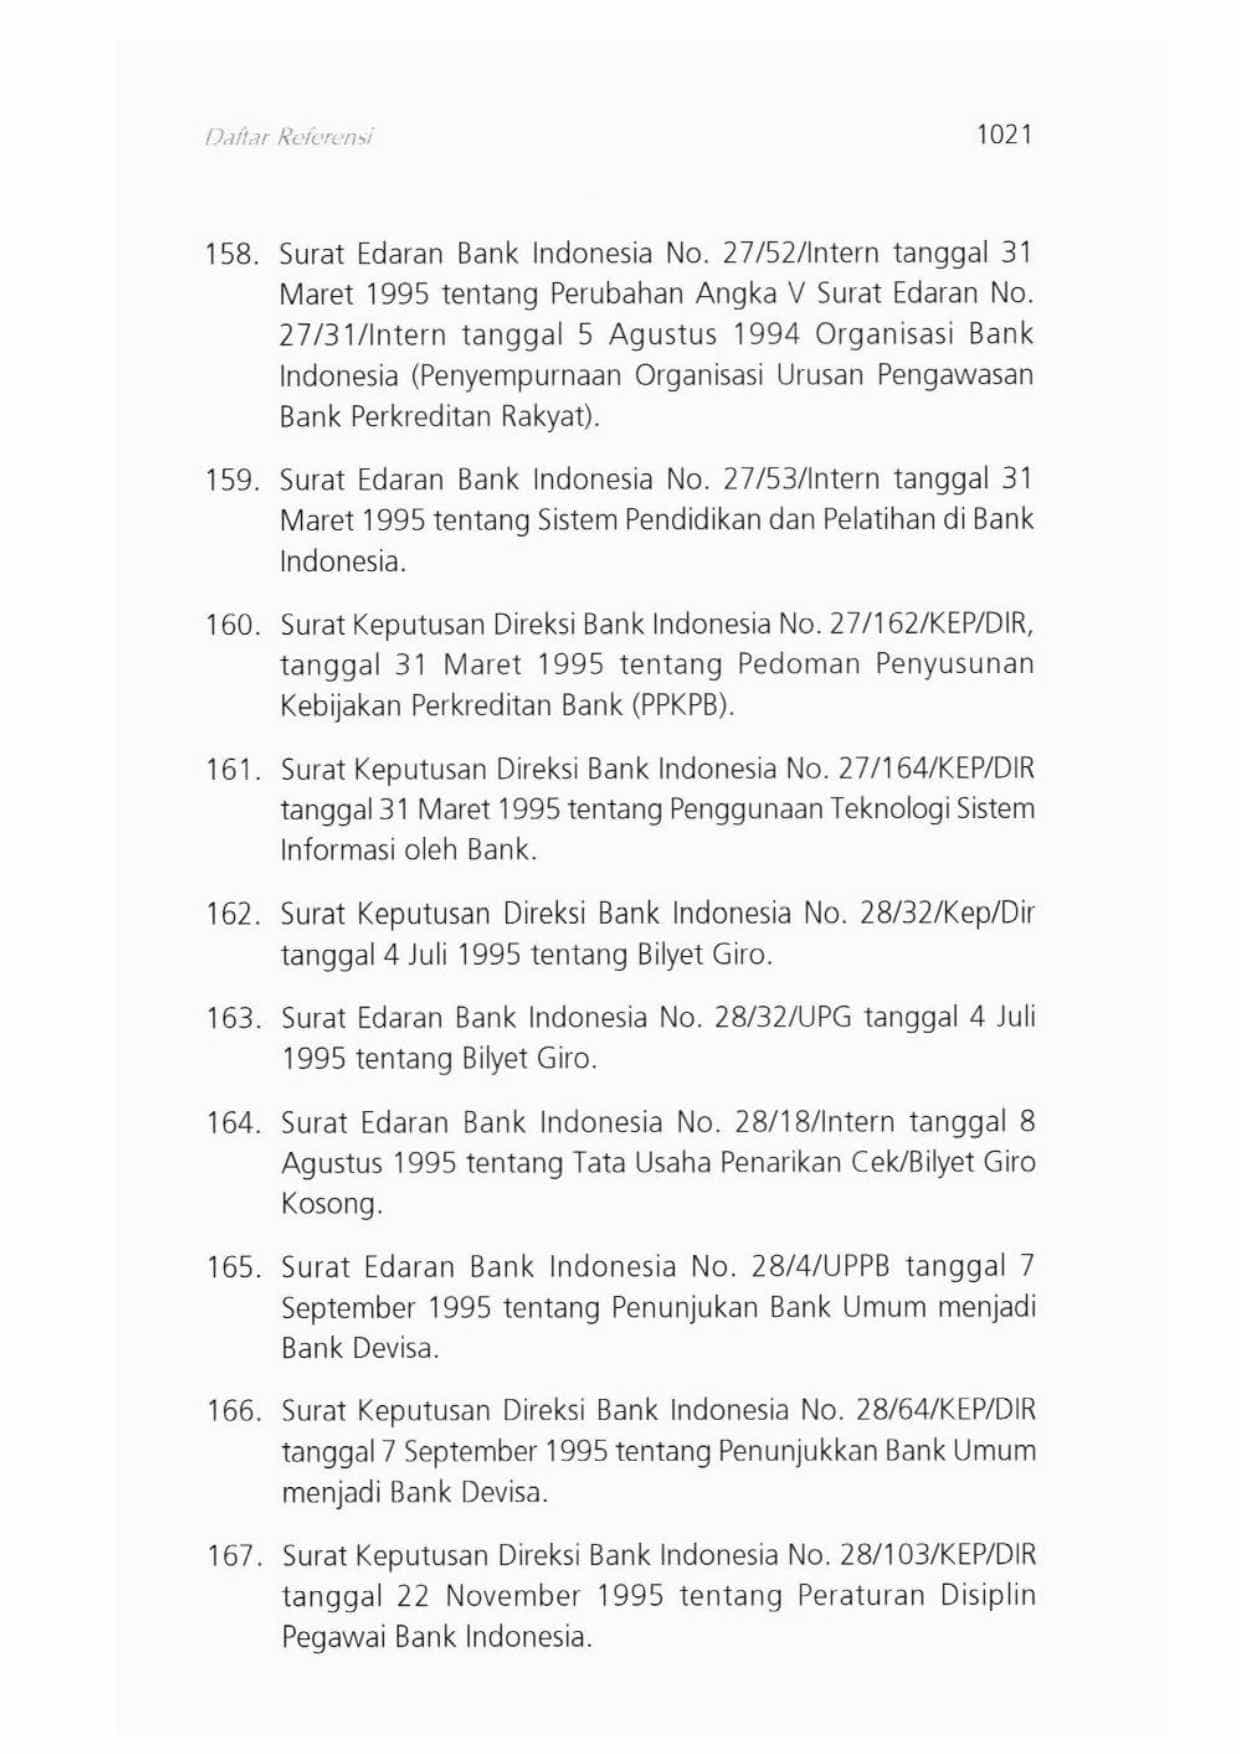 Daftar Referensi 1021
158. Surat Edaran Bank Indonesia No. 27/52/Intern tanggal 31
Maret 1995 tentang Perubahan Angka V Surat Edaran No.
27/31/Intern tanggal 5 Agustus 1994 Organisasi Bank
Indonesia (Penyempurnaan Organisasi Urusan Pengawasan
Bank Perkreditan Rakyat).
159. Surat Edaran Bank Indonesia No. 27/53/Intern tanggal 31
Maret 1995 tentang Sistem Pendidikan dan Pelatihan di Bank
Indonesia.
160. Surat Keputusan Direksi Bank Indonesia No. 27/162/KEP/DIR,
tanggal 31 Maret 1995 tentang Pedoman Penyusunan
Kebijakan Perkreditan Bank (PPKPB).
161. Surat Keputusan Direksi Bank Indonesia No. 27/164/KEP/DIR
tanggal 31 Maret 1995 tentang Penggunaan Teknologi Sistem
Informasi oleh Bank.
162. Surat Keputusan Direksi Bank Indonesia No. 28/32/Kep/Dir
tanggal 4 Juli 1995 tentang Bilyet Giro.
163. Surat Edaran Bank Indonesia No. 28/32/UPG tanggal 4 Juli
1995 tentang Bilyet Giro.
164. Surat Edaran Bank Indonesia No. 28/18/Intern tanggal 8
Agustus 1995 tentang Tata Usaha Penarikan Cek/Bilyet Giro
Kosong.
165. Surat Edaran Bank Indonesia No. 28/4/UPPB tanggal 7
September 1995 tentang Penunjukan Bank Umum menjadi
Bank Devisa.
166. Surat Keputusan Direksi Bank Indonesia No. 28/64/KEP/DIR
tanggal 7 September 1995 tentang Penunjukkan Bank Umum
menjadi Bank Devisa.
167. Surat Keputusan Direksi Bank Indonesia No. 28/103/KEP/DIR
tanggal 22 November 1995 tentang Peraturan Disiplin
Pegawai Bank Indonesia.